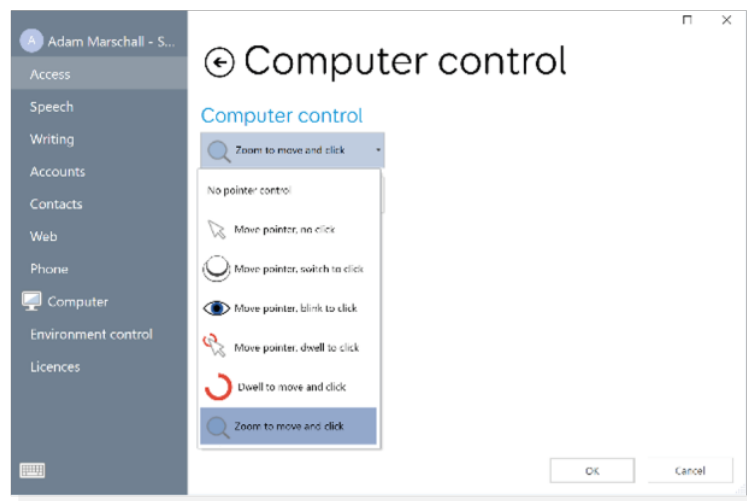 Adam Marschall - S...
Access
Speech
Writing
Accounts
Contacts
Web
Phone
Computer
Environment control
Licences
Computer control
Computer control
Zoom to move and click
No pointer control
Move pointer, no click
Move pointer, switch to click
Move pointer, blink to click
Move pointer, dwell to click
Dwell to move and click
Zoom to move and click
OK
Cancel